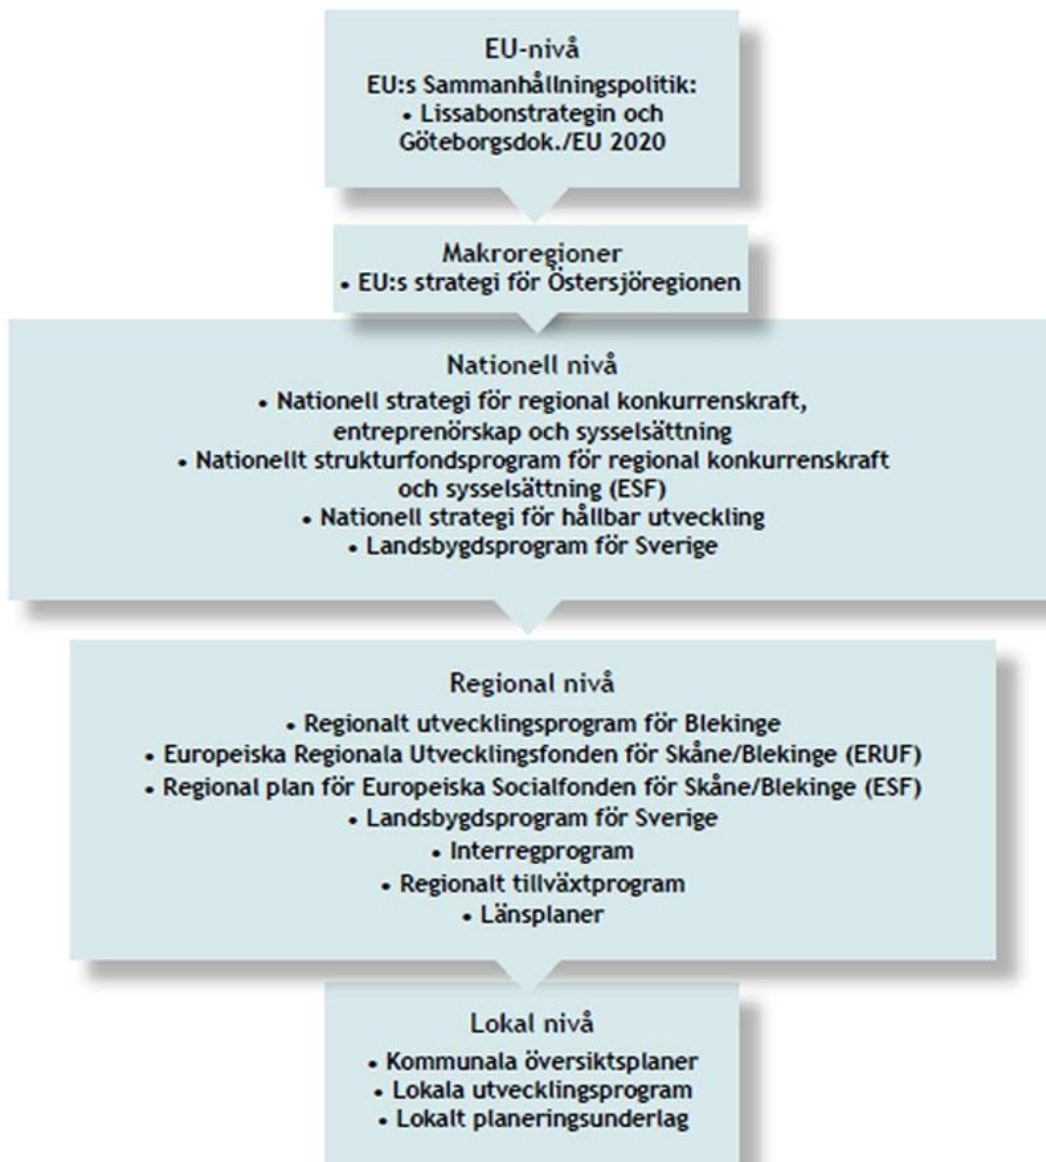 EU-nivå
EU:s Sammanhållningspolitik:
• Lissabonstrategin och
Göteborgsdok./EU 2020
Makroregioner
• EU:s strategi för Östersjöregionen
Nationell nivå
• Nationell strategi för regional konkurrenskraft,
entreprenörskap och sysselsättning
• Nationellt strukturfondsprogram för regional konkurrenskraft
och sysselsättning (ESF)
• Nationell strategi för hållbar utveckling
• Landsbygdsprogram för Sverige
Regional nivå
• Regionalt utvecklingsprogram för Blekinge
• Europeiska Regionala Utvecklingsfonden för Skåne/Blekinge (ERUF)
• Regional plan för Europeiska Socialfonden för Skåne/Blekinge (ESF)
• Landsbygdsprogram för Sverige
• Interregprogram
• Regionalt tillväxtprogram
• Länsplaner
Lokal nivå
• Kommunala översiktsplaner
• Lokala utvecklingsprogram
• Lokalt planeringsunderlag